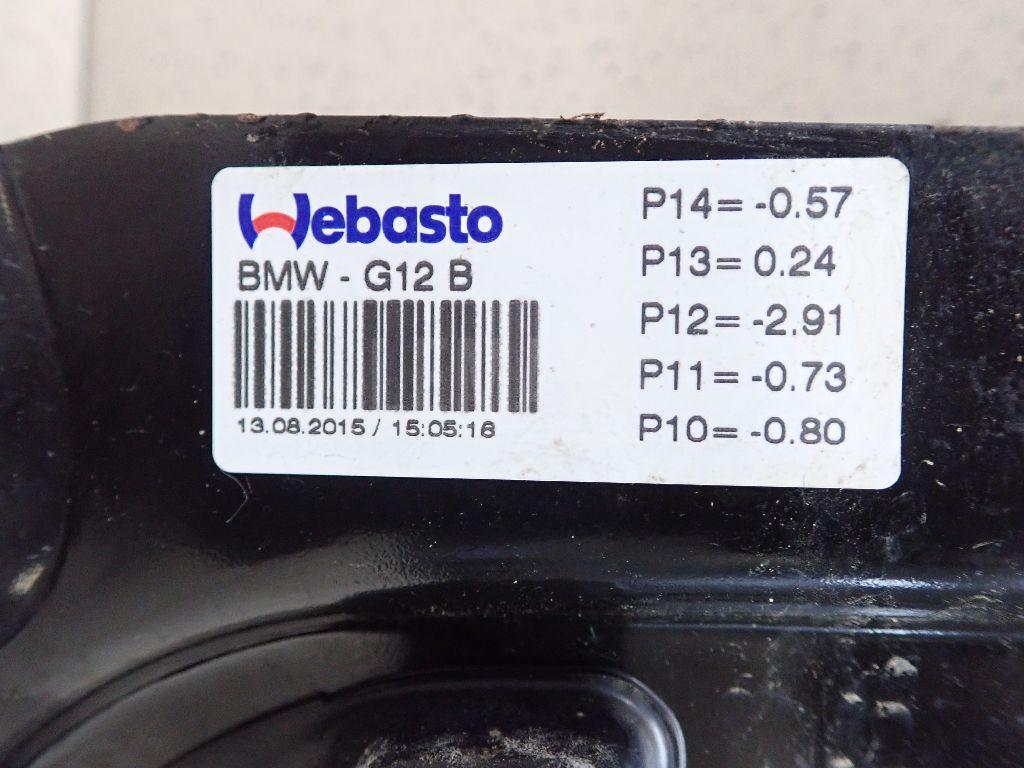 Webasto
BMW - G12 B
13.08.2015 / 15:05:16
P14= -0.57
P13= 0.24
P12= -2.91
P11= -0.73
P10= -0.80